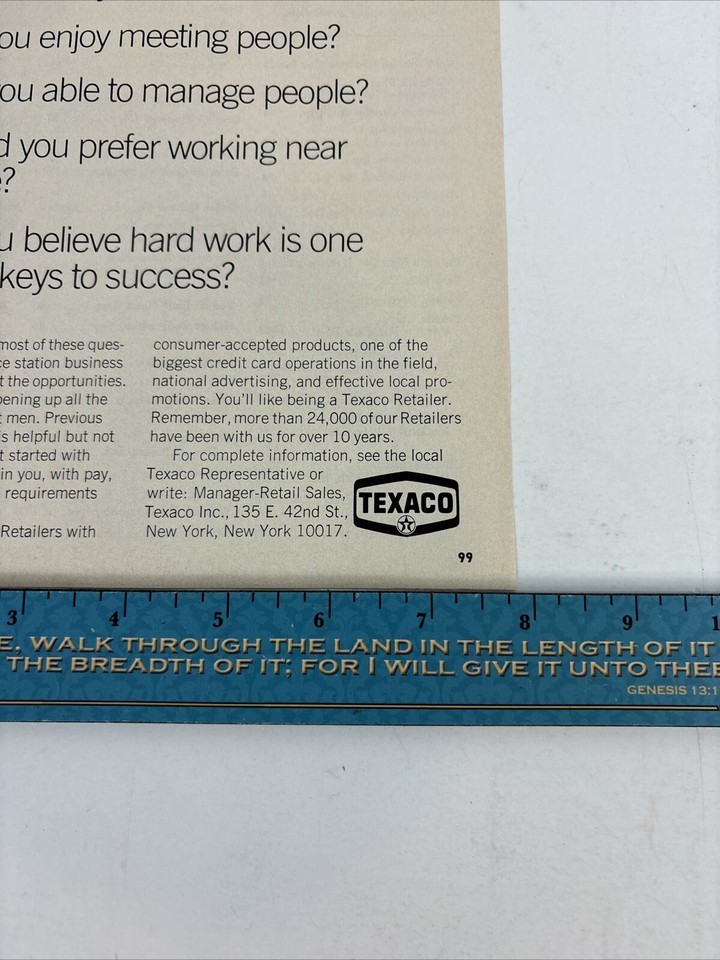 ou enjoy meeting people?
ou able to manage people?
d you prefer working near
?
u believe hard work is one
keys to success?
most of these ques-
ce station business
t the opportunities.
pening up all the
t men. Previous
is helpful but not
t started with
in you, with pay,
requirements
Retailers with
consumer-accepted products, one of the
biggest credit card operations in the field,
national advertising, and effective local pro-
motions. You'll like being a Texaco Retailer.
Remember, more than 24,000 of our Retailers
have been with us for over 10 years.
For complete information, see the local
Texaco Representative or
write: Manager-Retail Sales,
Texaco Inc., 135 E. 42nd St.,
New York, New York 10017.
TEXACO
T
99
3 4 5 6 7 8 9 1
E, WALK THROUGH THE LAND IN THE LENGTH OF IT
THE BREADTH OF IT; FOR I WILL GIVE IT UNTO THEE
GENESIS 13:1